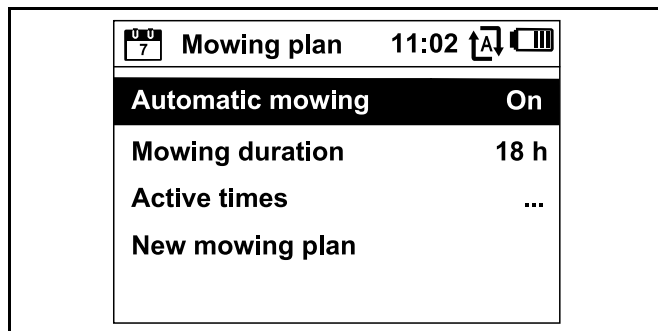 7 Mowing plan 11:02 A
Automatic mowing On
Mowing duration 18 h
Active times ...
New mowing plan